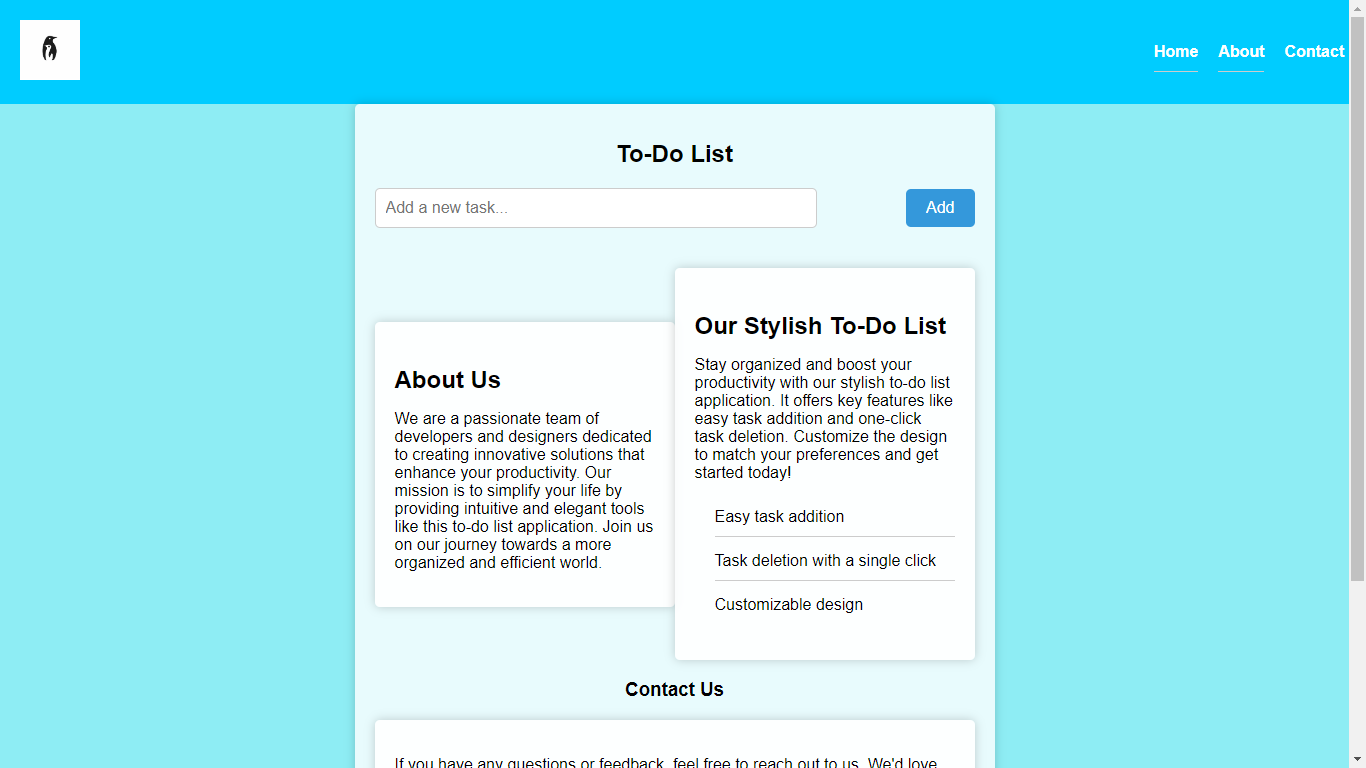 Home About Contact
To-Do List
Add a new task...
Add
About Us
We are a passionate team of
developers and designers dedicated
to creating innovative solutions that
enhance your productivity. Our
mission is to simplify your life by
providing intuitive and elegant tools
like this to-do list application. Join us
on our journey towards a more
organized and efficient world.
Our Stylish To-Do List
Stay organized and boost your
productivity with our stylish to-do list
application. It offers key features like
easy task addition and one-click
task deletion. Customize the design
to match your preferences and get
started today!
Easy task addition
Task deletion with a single click
Customizable design
Contact Us
If you have any questions or feedback, feel free to reach out to us. We'd love